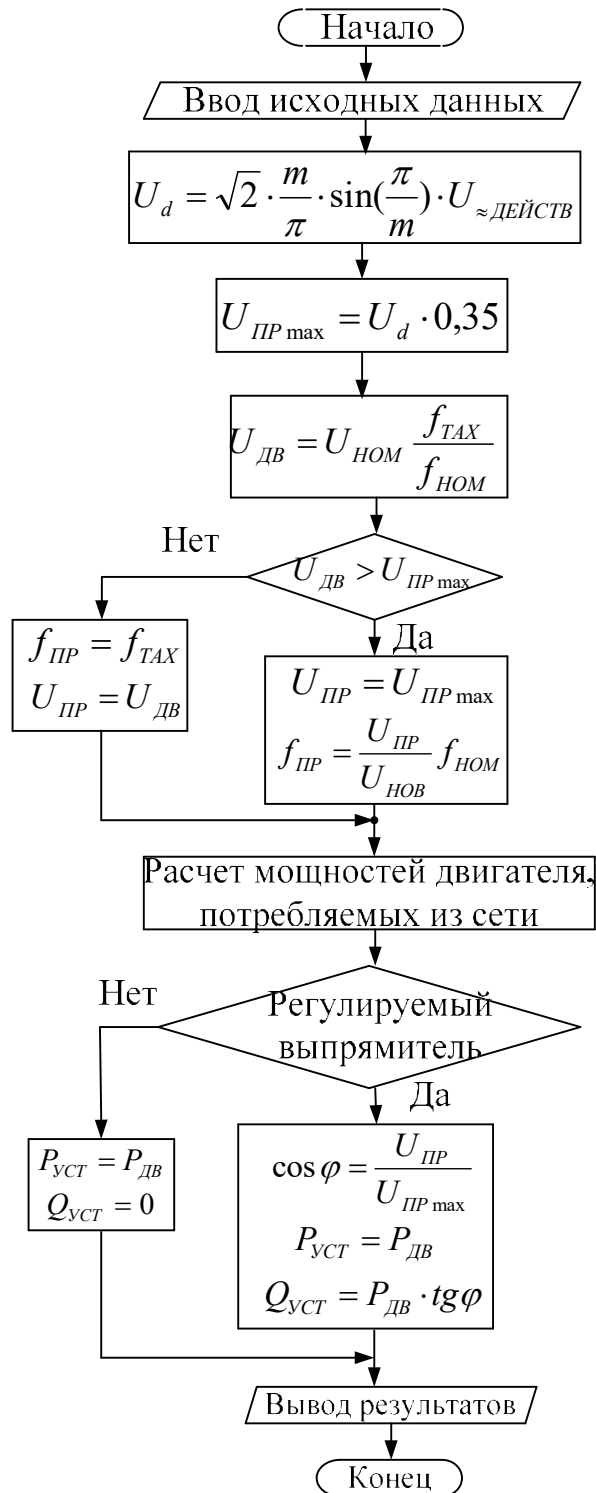 Начало
Ввод исходных данных
U_d = √2 · m/π · sin(π/m) · U_≈ДЕЙСТВ
U_ПР max = U_d · 0,35
U_ДВ = U_НОМ f_ТАХ/f_НОМ
Нет
U_ДВ > U_ПР max
Да
f_ПР = f_ТАХ
U_ПР = U_ДВ
U_ПР = U_ПР max
f_ПР = U_ПР/U_НОВ f_НОМ
Расчет мощностей двигателя,
потребляемых из сети
Нет
Регулируемый
выпрямитель
Да
P_УСТ = P_ДВ
Q_УСТ = 0
cos φ = U_ПР/U_ПР max
P_УСТ = P_ДВ
Q_УСТ = P_ДВ · tgφ
Вывод результатов
Конец